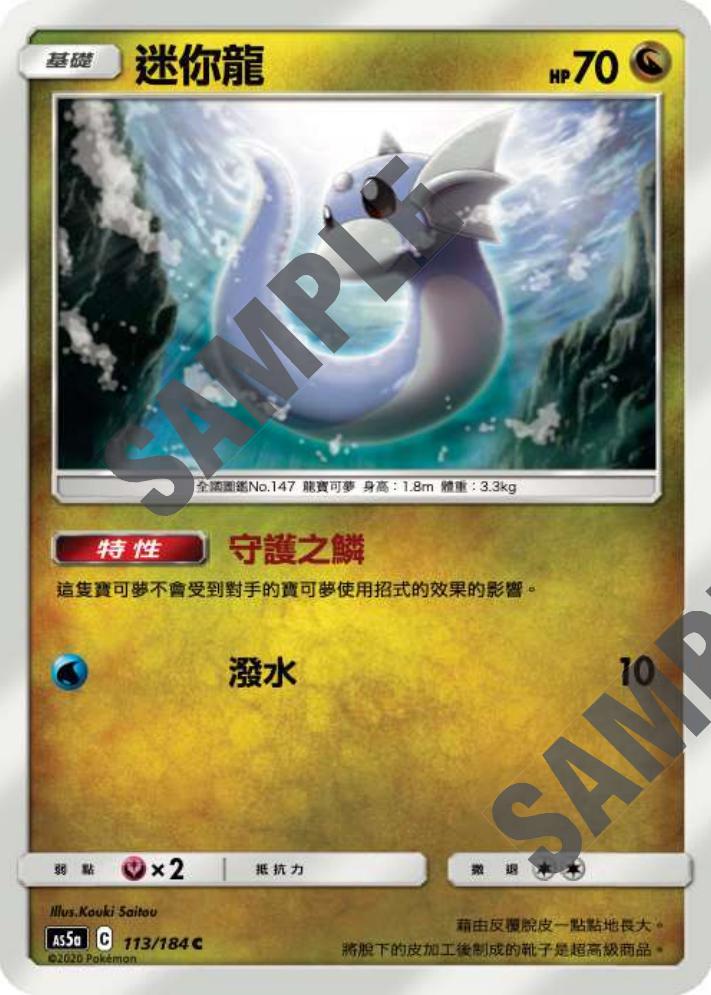 基礎 迷你龍 HP70
全國圖鑑No.147 龍寶可夢 身高：1.8m 體重：3.3kg
特性 守護之鱗
這隻寶可夢不會受到對手的寶可夢使用招式的效果的影響。
潑水 10
弱點 ×2 抵抗力 撤退
Illus.Kouki Saitou
AS5a C 113/184 C
©2020 Pokémon
藉由反覆脫皮一點點地長大。
將脫下的皮加工後制成的靴子是超高級商品。
SAMPLE
SAMP